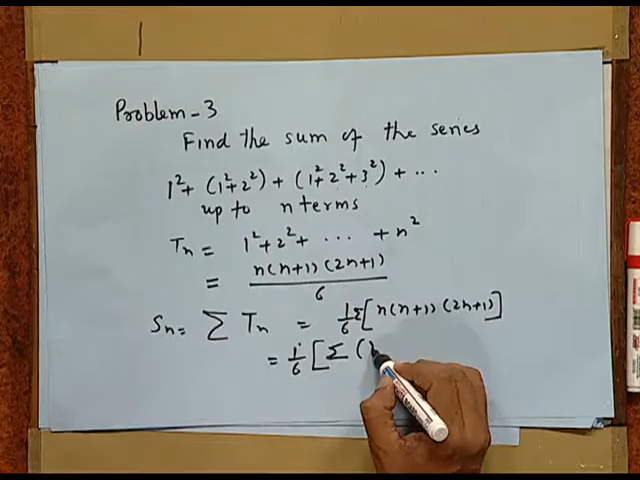 Problem-3
Find the sum of the series
1² + (1²+2²) + (1²+2²+3²) + ..
up to n terms
Tn = 1²+2²+ ... +n²
= n(n+1)(2n+1) / 6
Sn = Σ Tn = 1/6 Σ[n(n+1)(2n+1)]
= 1/6 [Σ (